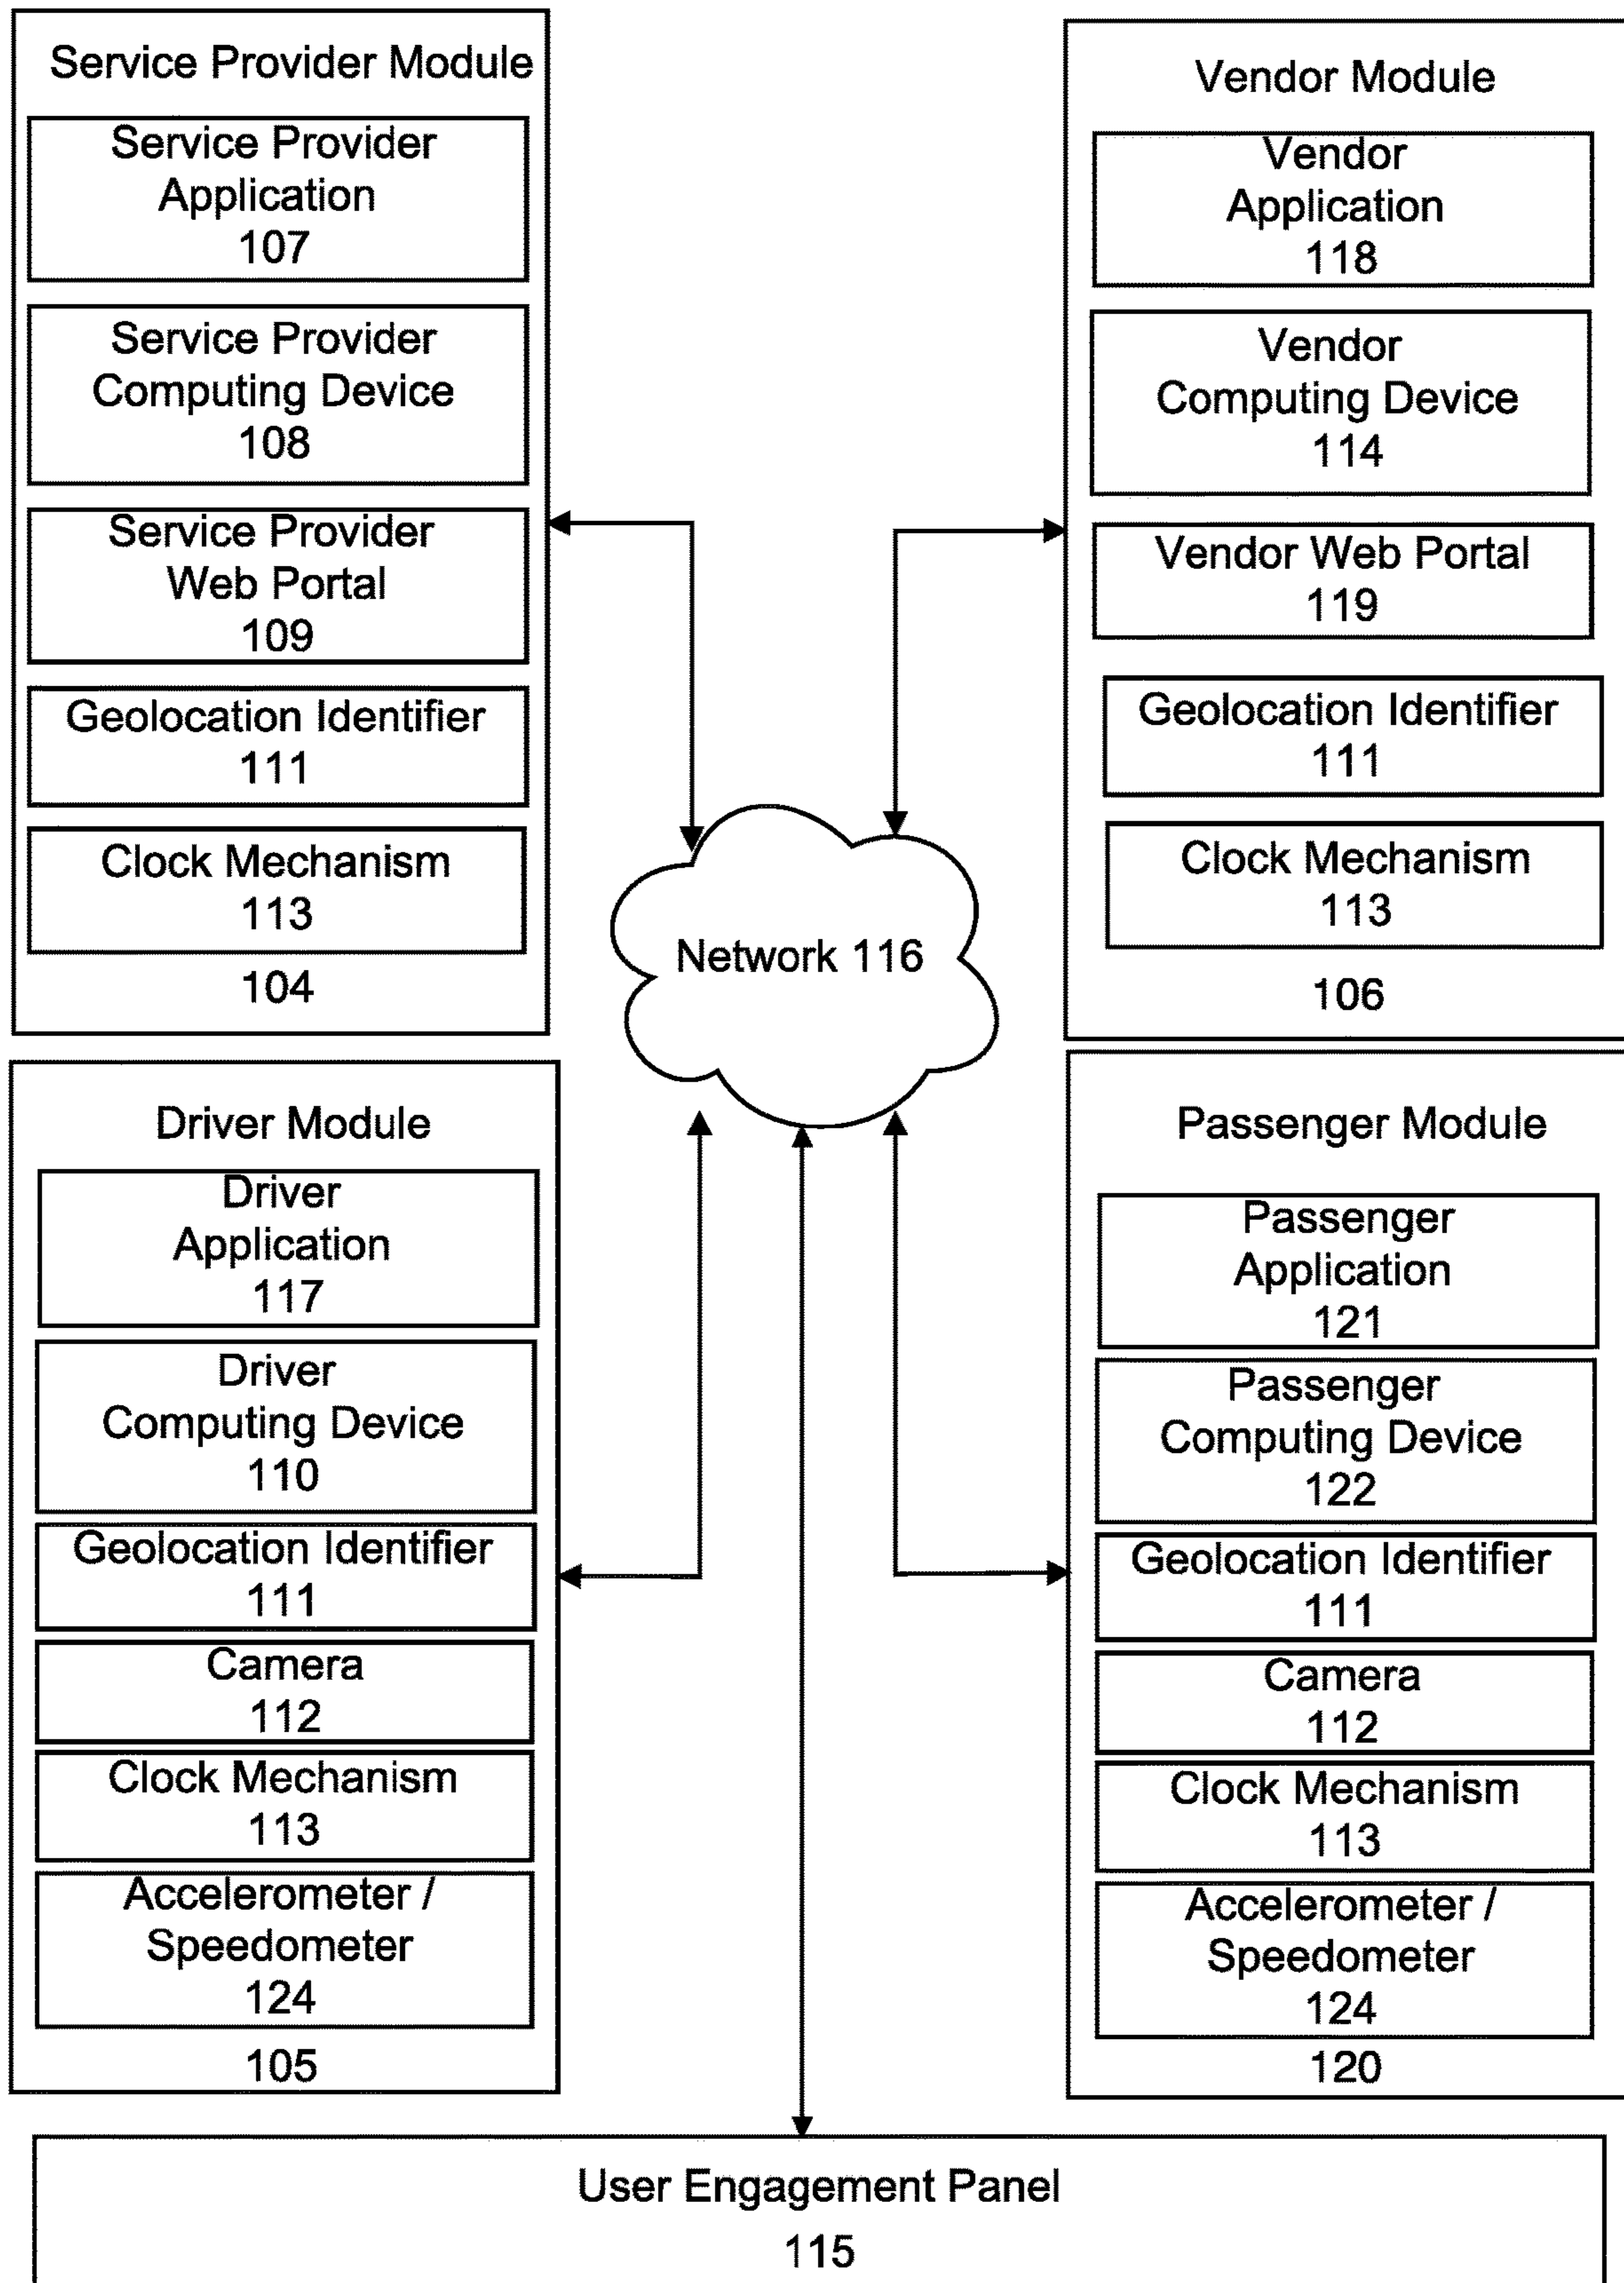 Service Provider Module
Service Provider
Application
107
Service Provider
Computing Device
108
Service Provider
Web Portal
109
Geolocation Identifier
111
Clock Mechanism
113
104
Vendor Module
Vendor
Application
118
Vendor
Computing Device
114
Vendor Web Portal
119
Geolocation Identifier
111
Clock Mechanism
113
106
Network 116
Driver Module
Driver
Application
117
Driver
Computing Device
110
Geolocation Identifier
111
Camera
112
Clock Mechanism
113
Accelerometer /
Speedometer
124
105
Passenger Module
Passenger
Application
121
Passenger
Computing Device
122
Geolocation Identifier
111
Camera
112
Clock Mechanism
113
Accelerometer /
Speedometer
124
120
User Engagement Panel
115